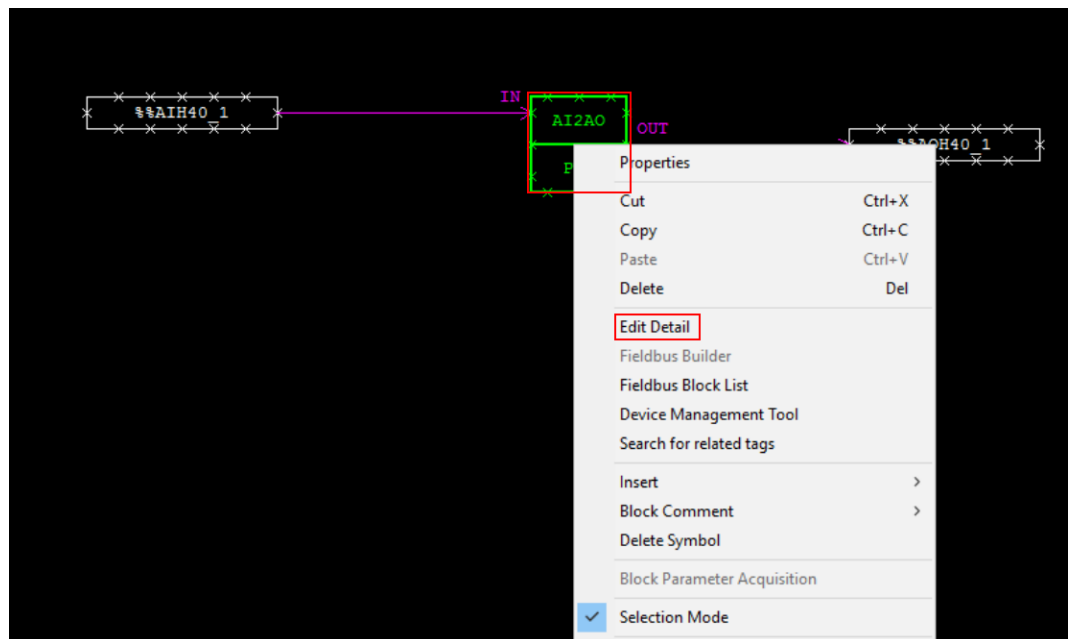 %%AIH40_1
IN
AI2AO
OUT
%%AOH40_1
P
Properties
Cut Ctrl+X
Copy Ctrl+C
Paste Ctrl+V
Delete Del
Edit Detail
Fieldbus Builder
Fieldbus Block List
Device Management Tool
Search for related tags
Insert
Block Comment
Delete Symbol
Block Parameter Acquisition
Selection Mode